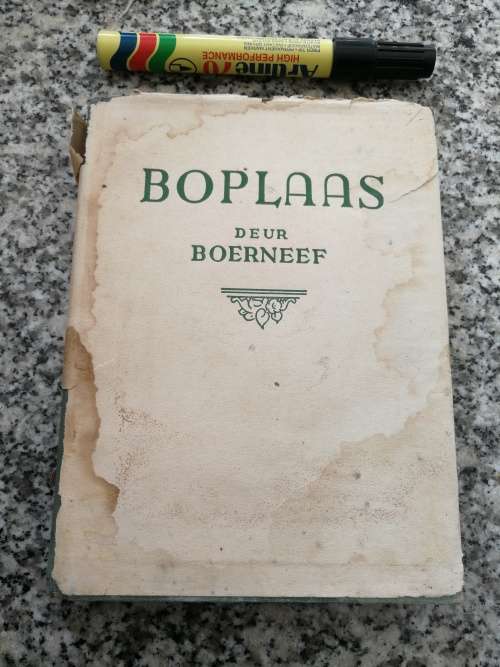 Artline 70
HIGH PERFORMANCE
BOPLAAS
DEUR
BOERNEEF